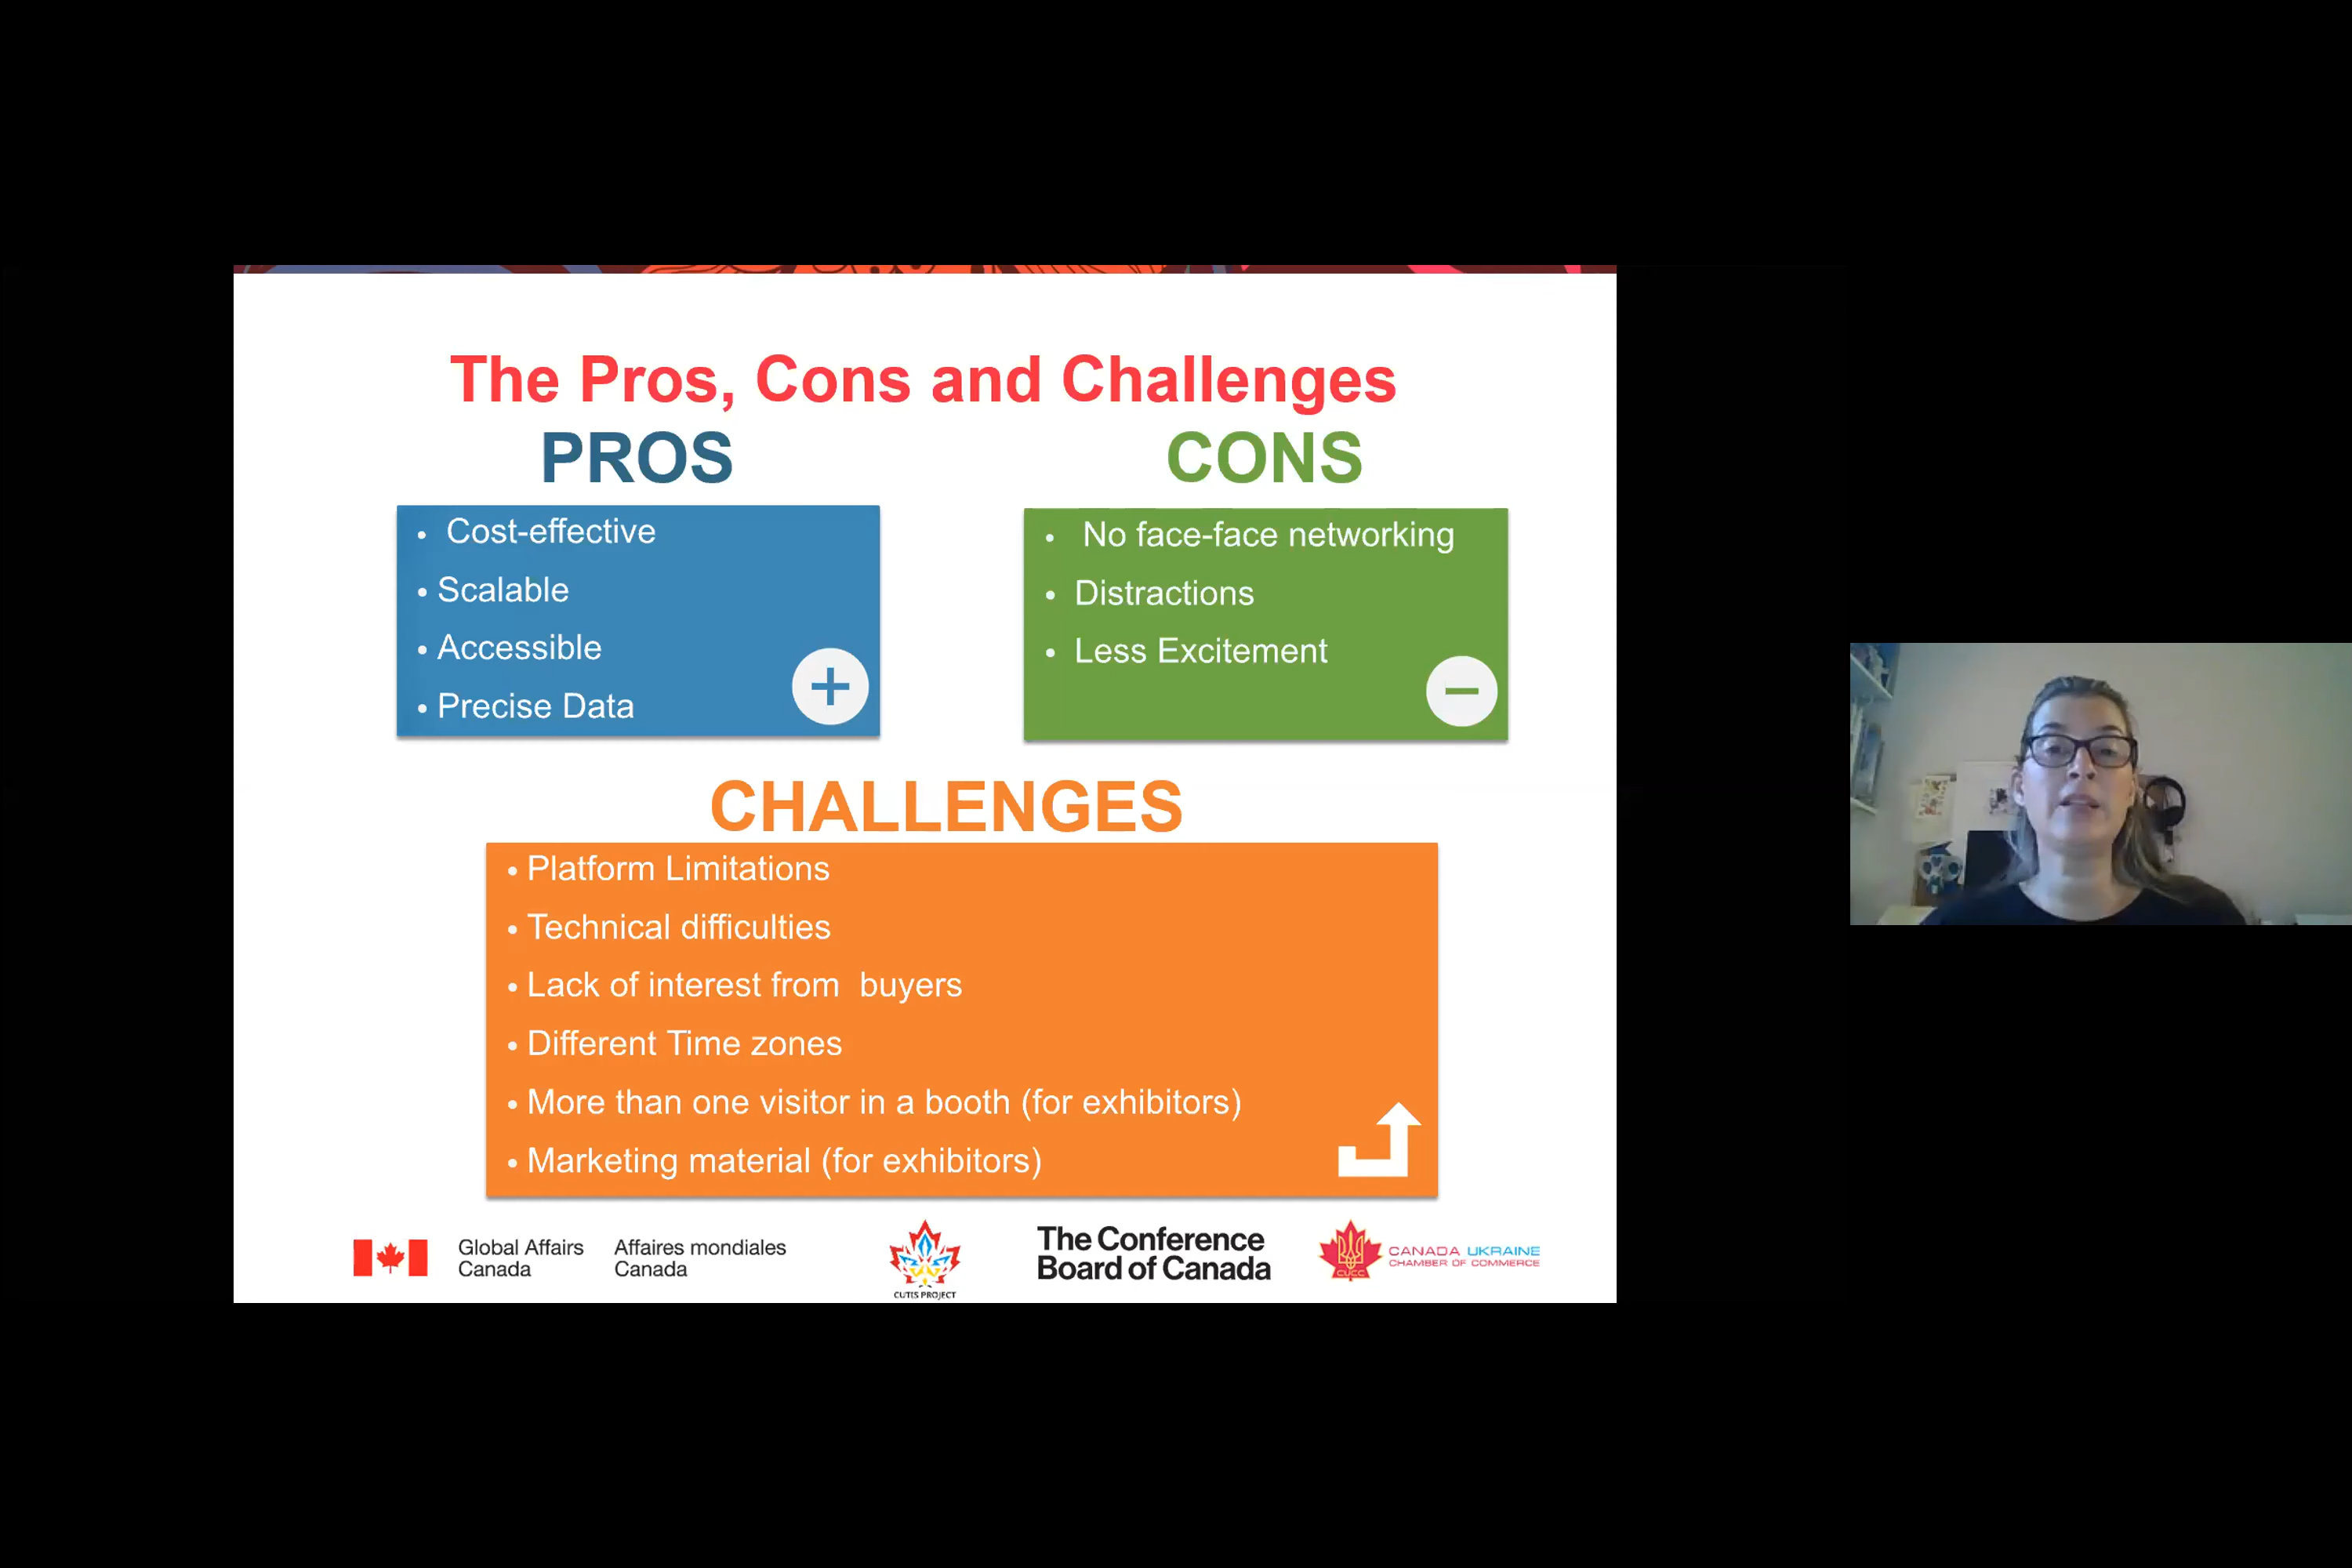 The Pros, Cons and Challenges
PROS
• Cost-effective
• Scalable
• Accessible
• Precise Data
CONS
• No face-face networking
• Distractions
• Less Excitement
CHALLENGES
• Platform Limitations
• Technical difficulties
• Lack of interest from  buyers
• Different Time zones
• More than one visitor in a booth (for exhibitors)
• Marketing material (for exhibitors)
Global Affairs
Canada
Affaires mondiales
Canada
CUTIS PROJECT
The Conference
Board of Canada
CUCC
CANADA UKRAINE
CHAMBER OF COMMERCE